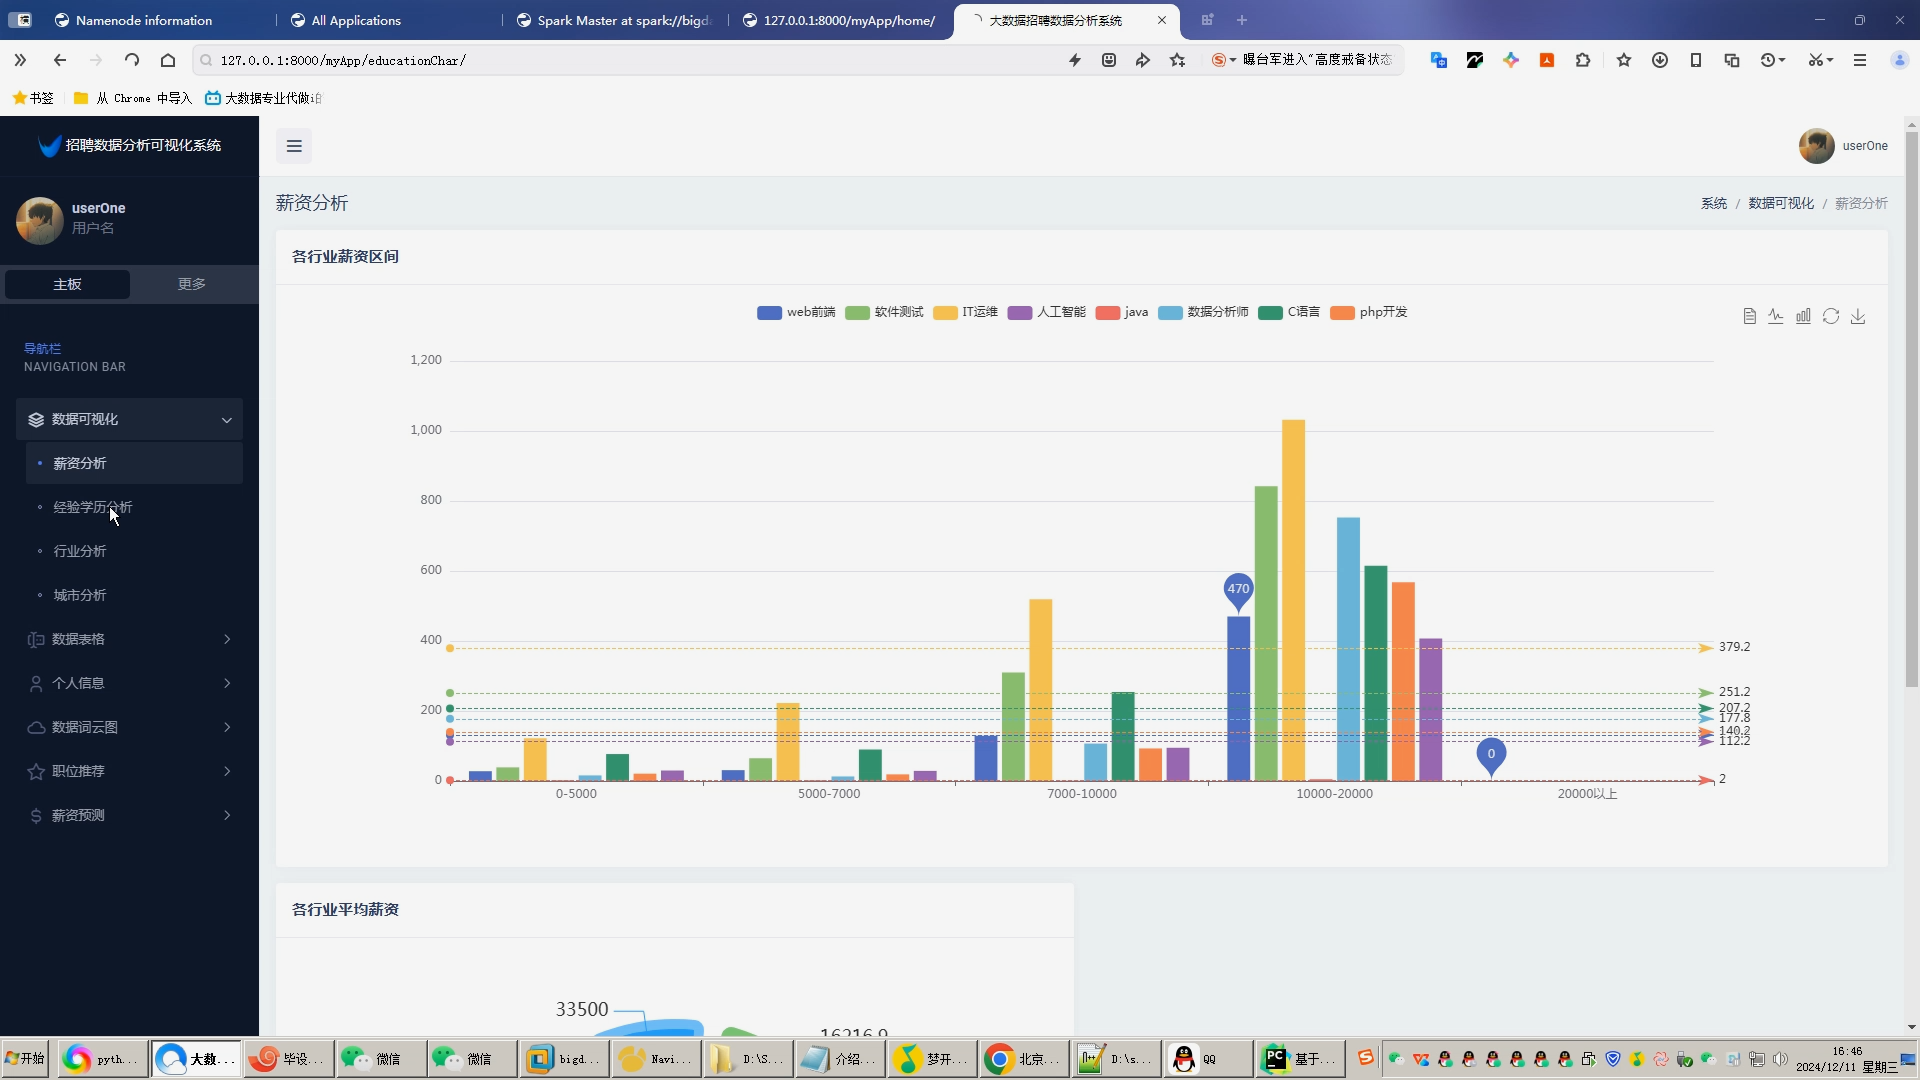 Namenode information
All Applications
Spark Master at spark://bigda
127.0.0.1:8000/myApp/home/
大数据招聘数据分析系统
127.0.0.1:8000/myApp/educationChar/
曝台军进入“高度戒备状态
书签
从 Chrome 中导入
大数据专业代做i
招聘数据分析可视化系统
userOne
userOne
用户名
主板
更多
导航栏
NAVIGATION BAR
数据可视化
薪资分析
经验学历分析
行业分析
城市分析
数据表格
个人信息
数据词云图
职位推荐
薪资预测
薪资分析
系统 / 数据可视化 / 薪资分析
各行业薪资区间
web前端
软件测试
IT运维
人工智能
java
数据分析师
C语言
php开发
1,200
1,000
800
600
400
200
0
470
0
379.2
251.2
207.2
177.8
140.2
112.2
2
0-5000
5000-7000
7000-10000
10000-20000
20000以上
各行业平均薪资
33500
16216.9
开始
pyth...
大数...
毕设...
微信
微信
bigd...
Navi...
D:\S...
介绍...
梦开...
北京...
D:\s...
QQ
基于...
16:46
2024/12/11 星期三